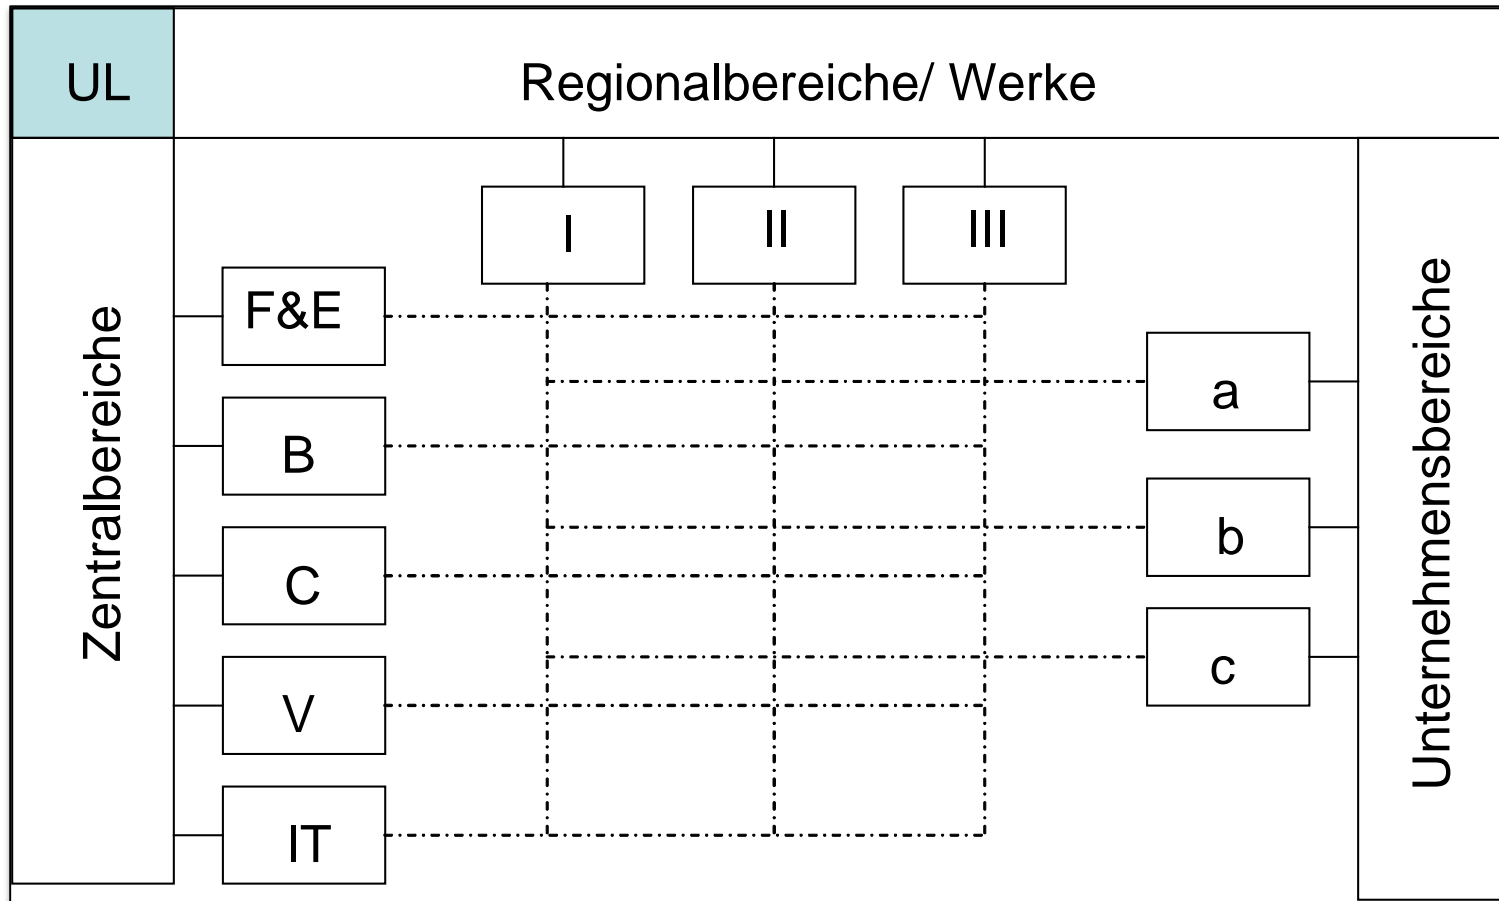 UL
Regionalbereiche/ Werke
I
II
III
Zentralbereiche
F&E
B
C
V
IT
a
b
c
Unternehmensbereiche